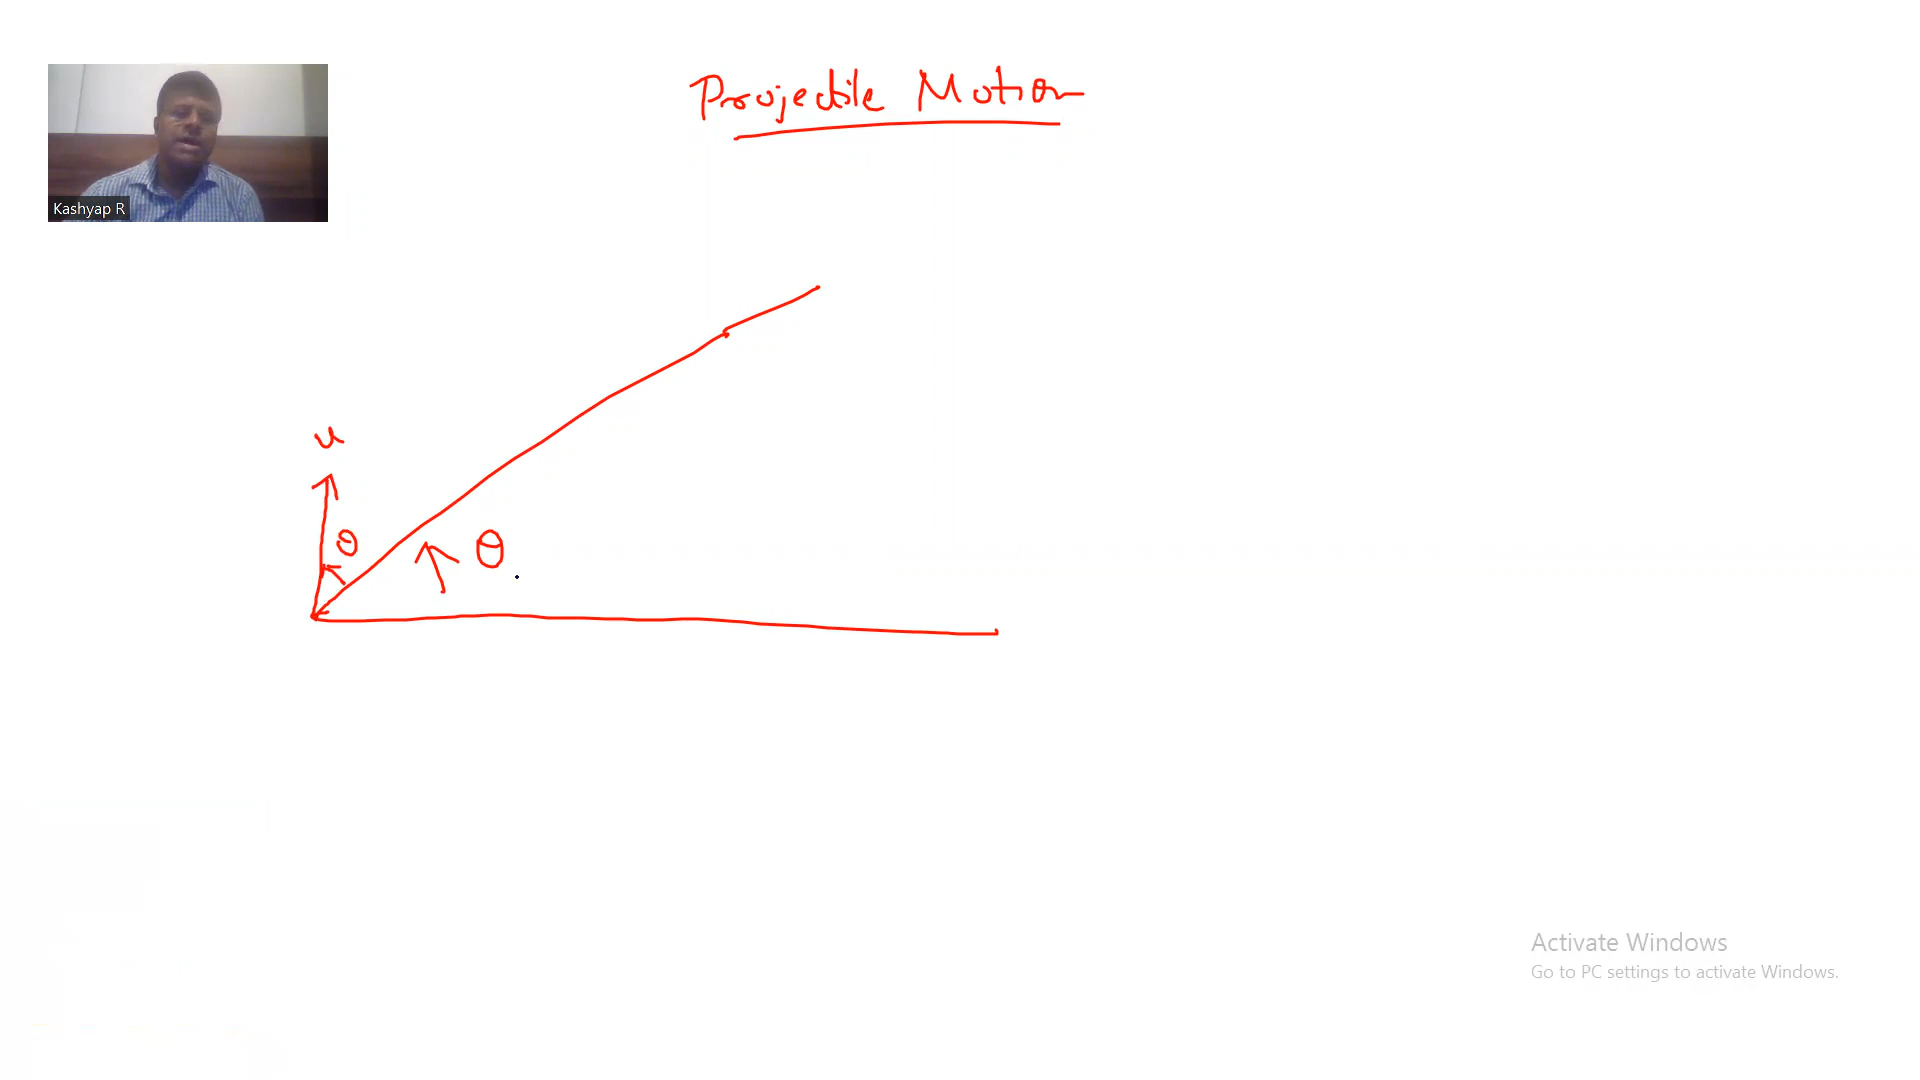 Projectile Motion
Kashyap R
u
θ
θ
Activate Windows
Go to PC settings to activate Windows.